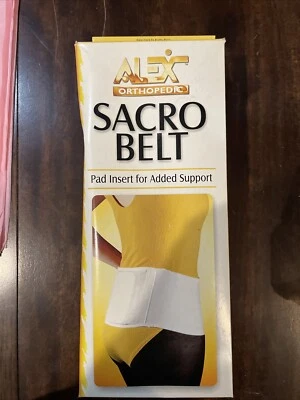 ALEX
ORTHOPEDIC
SACRO
BELT
Pad Insert for Added Support